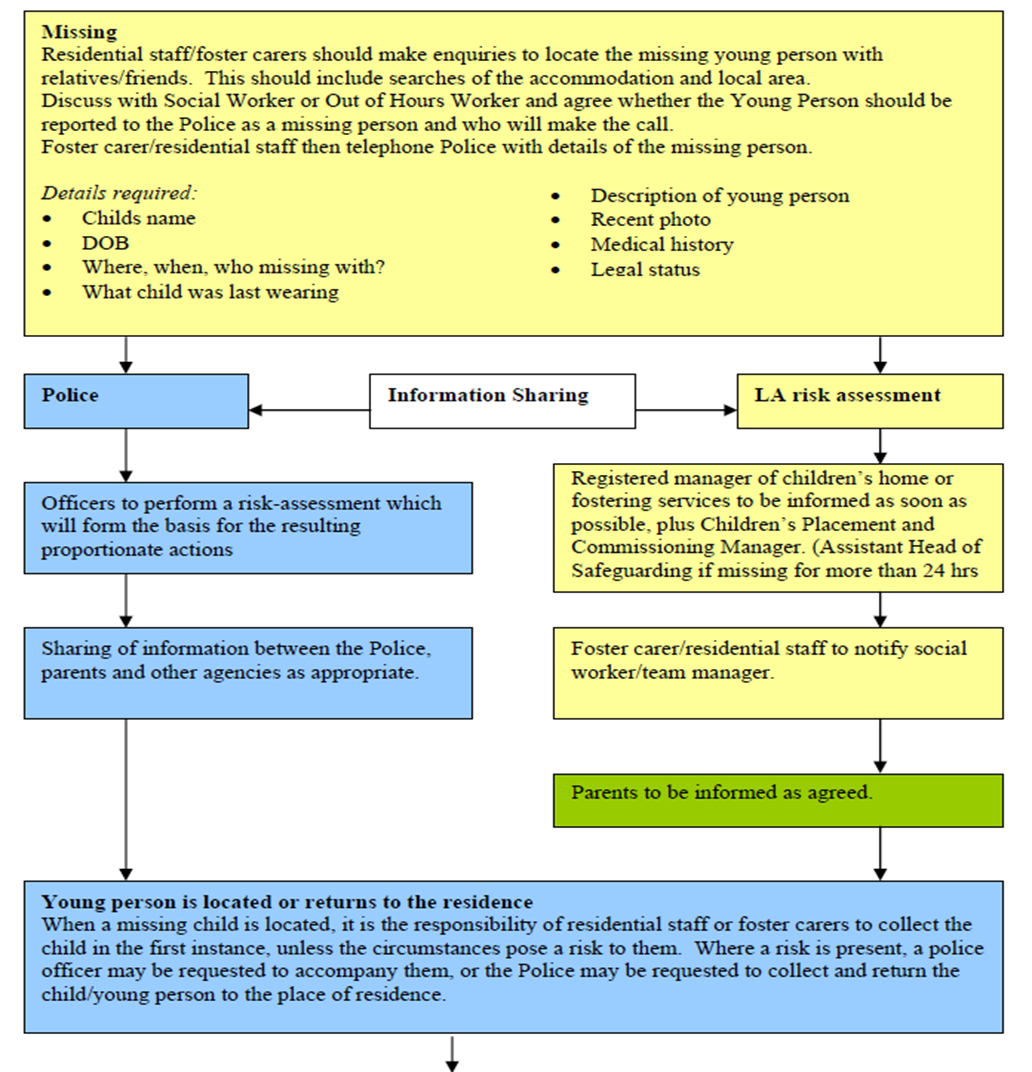 Missing
Residential staff/foster carers should make enquiries to locate the missing young person with
relatives/friends. This should include searches of the accommodation and local area.
Discuss with Social Worker or Out of Hours Worker and agree whether the Young Person should be
reported to the Police as a missing person and who will make the call.
Foster carer/residential staff then telephone Police with details of the missing person.
Details required:
• Childs name
• DOB
• Where, when, who missing with?
• What child was last wearing
• Description of young person
• Recent photo
• Medical history
• Legal status
Police
Information Sharing
LA risk assessment
Officers to perform a risk-assessment which
will form the basis for the resulting
proportionate actions
Registered manager of children's home or
fostering services to be informed as soon as
possible, plus Children's Placement and
Commissioning Manager. (Assistant Head of
Safeguarding if missing for more than 24 hrs
Sharing of information between the Police,
parents and other agencies as appropriate.
Foster carer/residential staff to notify social
worker/team manager.
Parents to be informed as agreed.
Young person is located or returns to the residence
When a missing child is located, it is the responsibility of residential staff or foster carers to collect the
child in the first instance, unless the circumstances pose a risk to them. Where a risk is present, a police
officer may be requested to accompany them, or the Police may be requested to collect and return the
child/young person to the place of residence.